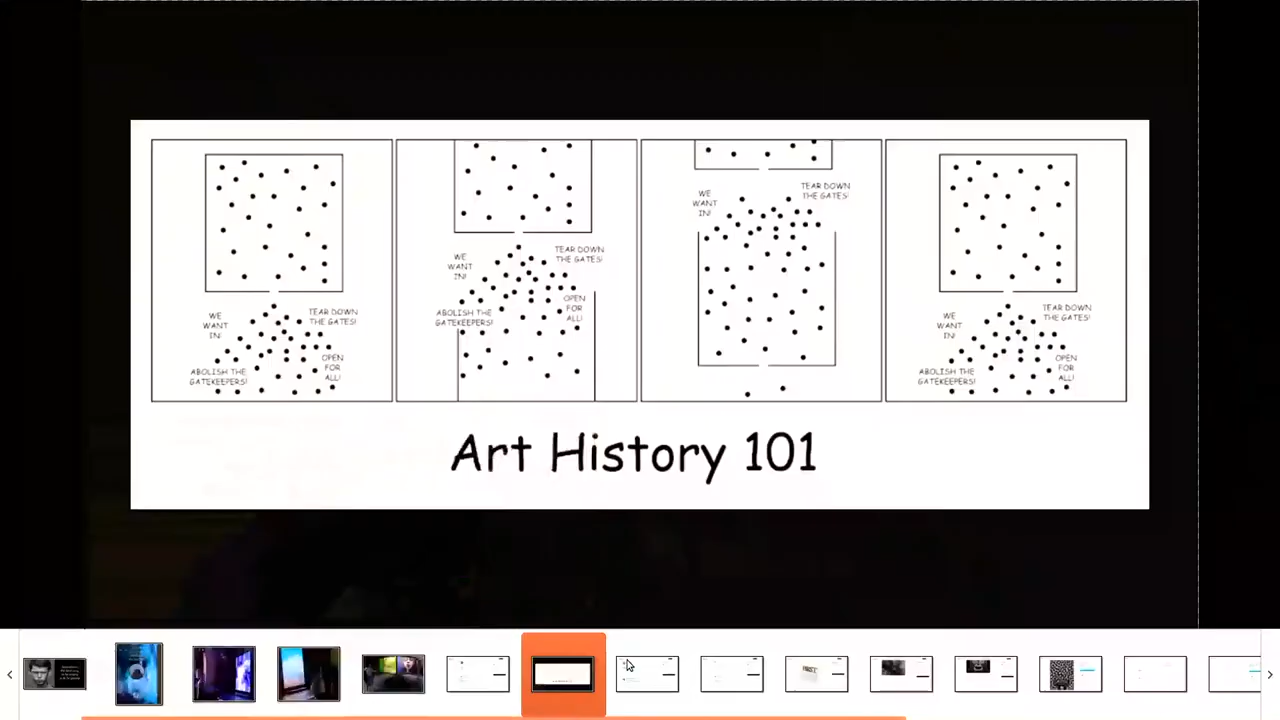 WE
WANT
IN!
TEAR DOWN
THE GATES!
ABOLISH THE
GATEKEEPERS!
OPEN
FOR
ALL!
WE
WANT
IN!
TEAR DOWN
THE GATES!
ABOLISH THE
GATEKEEPERS!
OPEN
FOR
ALL!
WE
WANT
IN!
TEAR DOWN
THE GATES!
WE
WANT
IN!
TEAR DOWN
THE GATES!
ABOLISH THE
GATEKEEPERS!
OPEN
FOR
ALL!
Art History 101